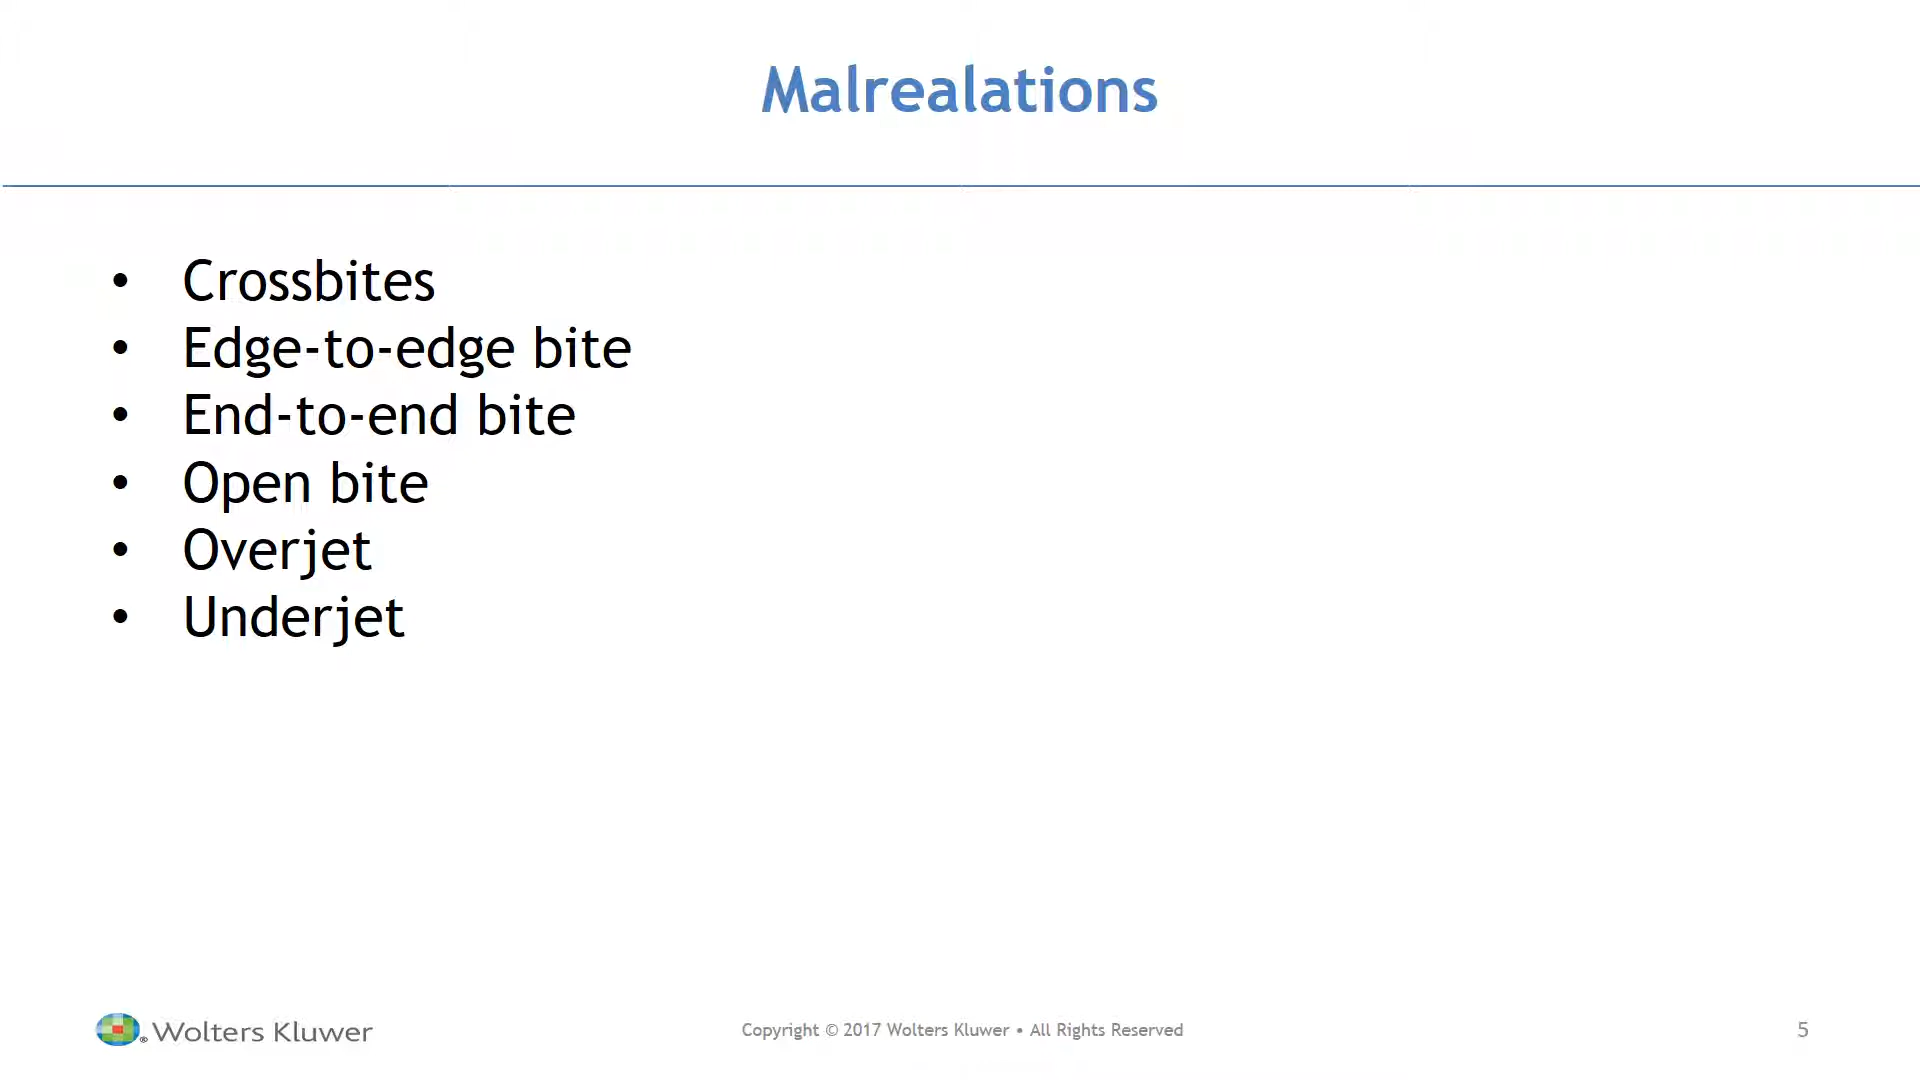 Malrealations
• Crossbites
• Edge-to-edge bite
• End-to-end bite
• Open bite
• Overjet
• Underjet
® Wolters Kluwer
Copyright © 2017 Wolters Kluwer • All Rights Reserved
5